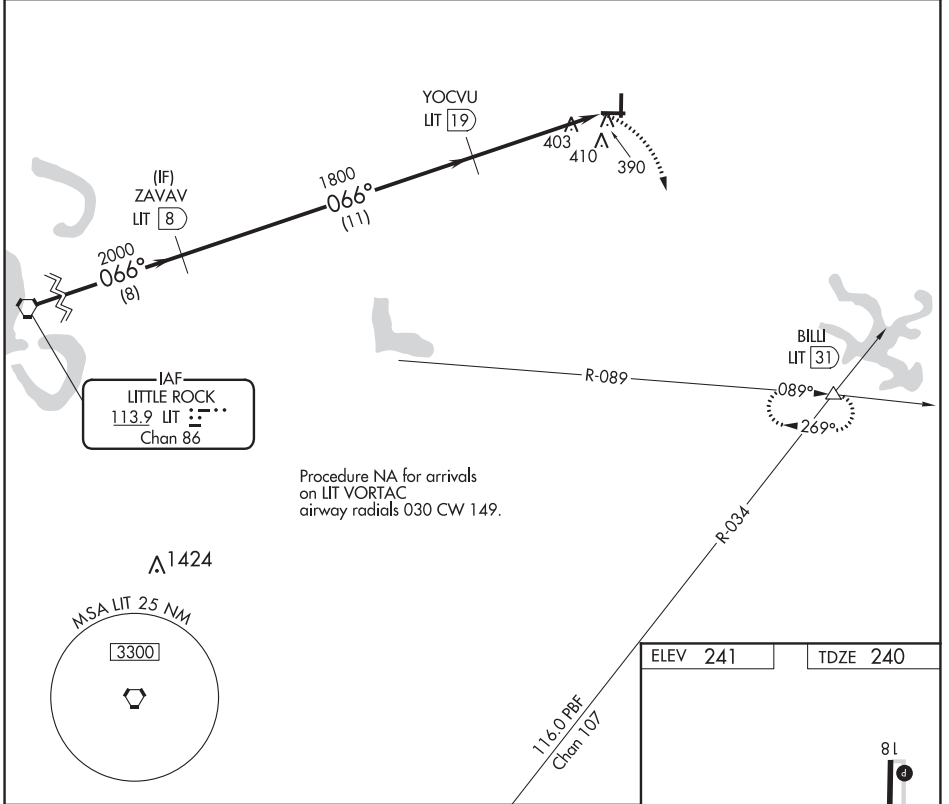 YOCVU
LIT 19
403
410
390
(IF)
ZAVAV
LIT 8
1800
066°
(11)
2000
066°
(8)
BILLI
LIT 31
R-089
089°
269°
IAF
LITTLE ROCK
113.9 LIT
Chan 86
Procedure NA for arrivals
on LIT VORTAC
airway radials 030 CW 149.
R-034
1424
MSA LIT 25 NM
3300
116.0 PBF
Chan 107
ELEV 241
TDZE 240
18
P